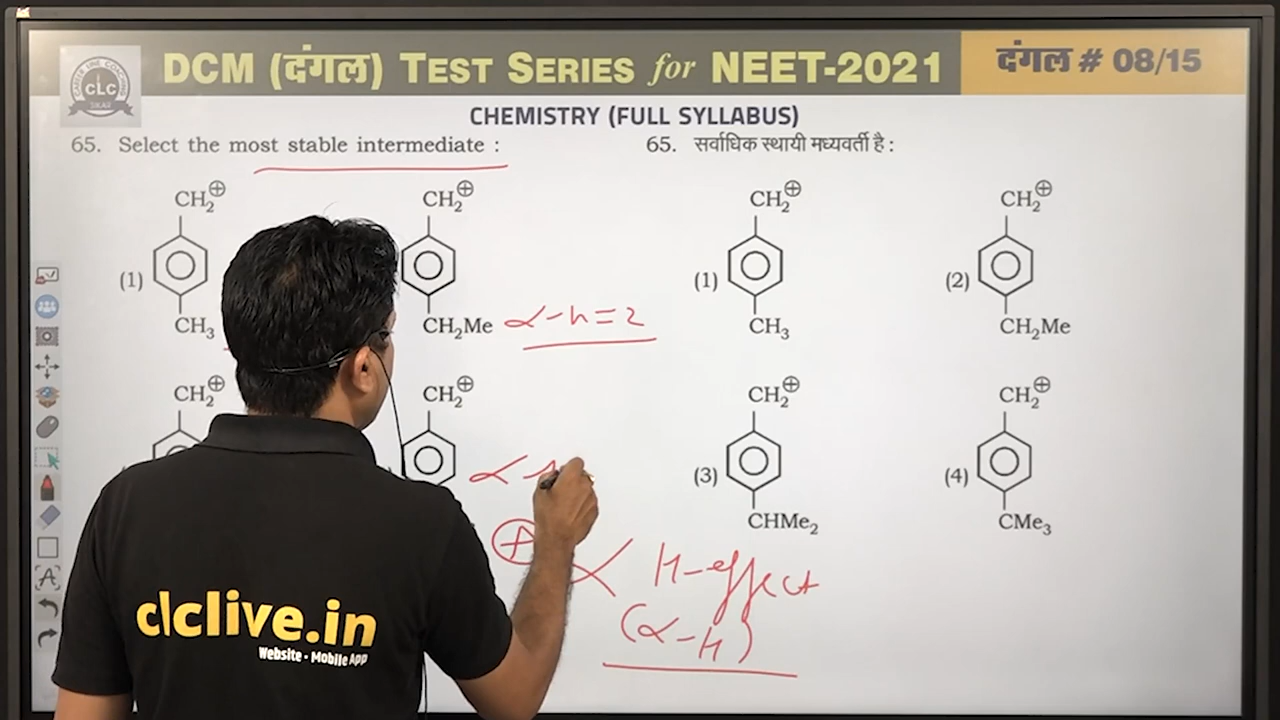 DCM (दंगल) TEST SERIES for NEET-2021
दंगल # 08/15
CLC
SIKAR
CHEMISTRY (FULL SYLLABUS)
65. Select the most stable intermediate :
65. सर्वाधिक स्थायी मध्यवर्ती है :
CH2⊕
CH2⊕
CH2⊕
CH2⊕
(1)
(1)
(2)
CH3
CH2Me
α-h=2
CH3
CH2Me
CH2⊕
CH2⊕
CH2⊕
CH2⊕
α
(3)
(4)
CHMe2
CMe3
⊕ α H-effect
(α-H)
A
clclive.in
Website - Mobile App